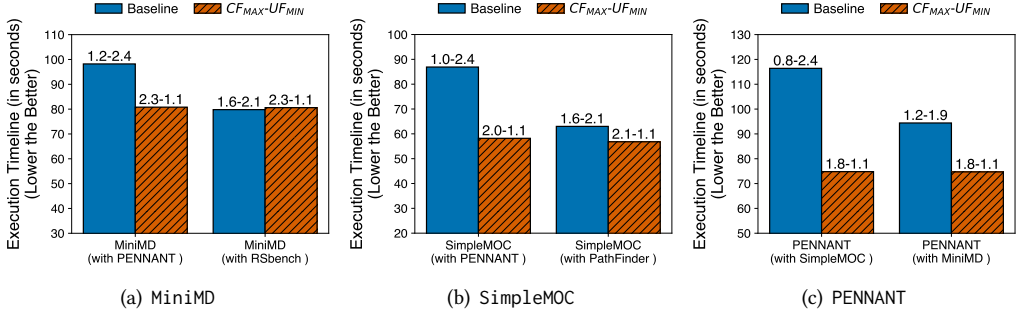 Baseline CF_MAX-UF_MIN
Execution Timeline (in seconds)
(Lower the Better)
110
100
90
80
70
60
50
40
30
1.2-2.4
2.3-1.1
1.6-2.1
2.3-1.1
MiniMD
(with PENNANT )
MiniMD
(with RSbench )
(a) MiniMD
Baseline CF_MAX-UF_MIN
Execution Timeline (in seconds)
(Lower the Better)
100
90
80
70
60
50
40
30
20
1.0-2.4
2.0-1.1
1.6-2.1
2.1-1.1
SimpleMOC
(with PENNANT )
SimpleMOC
(with PathFinder )
(b) SimpleMOC
Baseline CF_MAX-UF_MIN
Execution Timeline (in seconds)
(Lower the Better)
130
120
110
100
90
80
70
60
50
0.8-2.4
1.8-1.1
1.2-1.9
1.8-1.1
PENNANT
(with SimpleMOC )
PENNANT
(with MiniMD )
(c) PENNANT